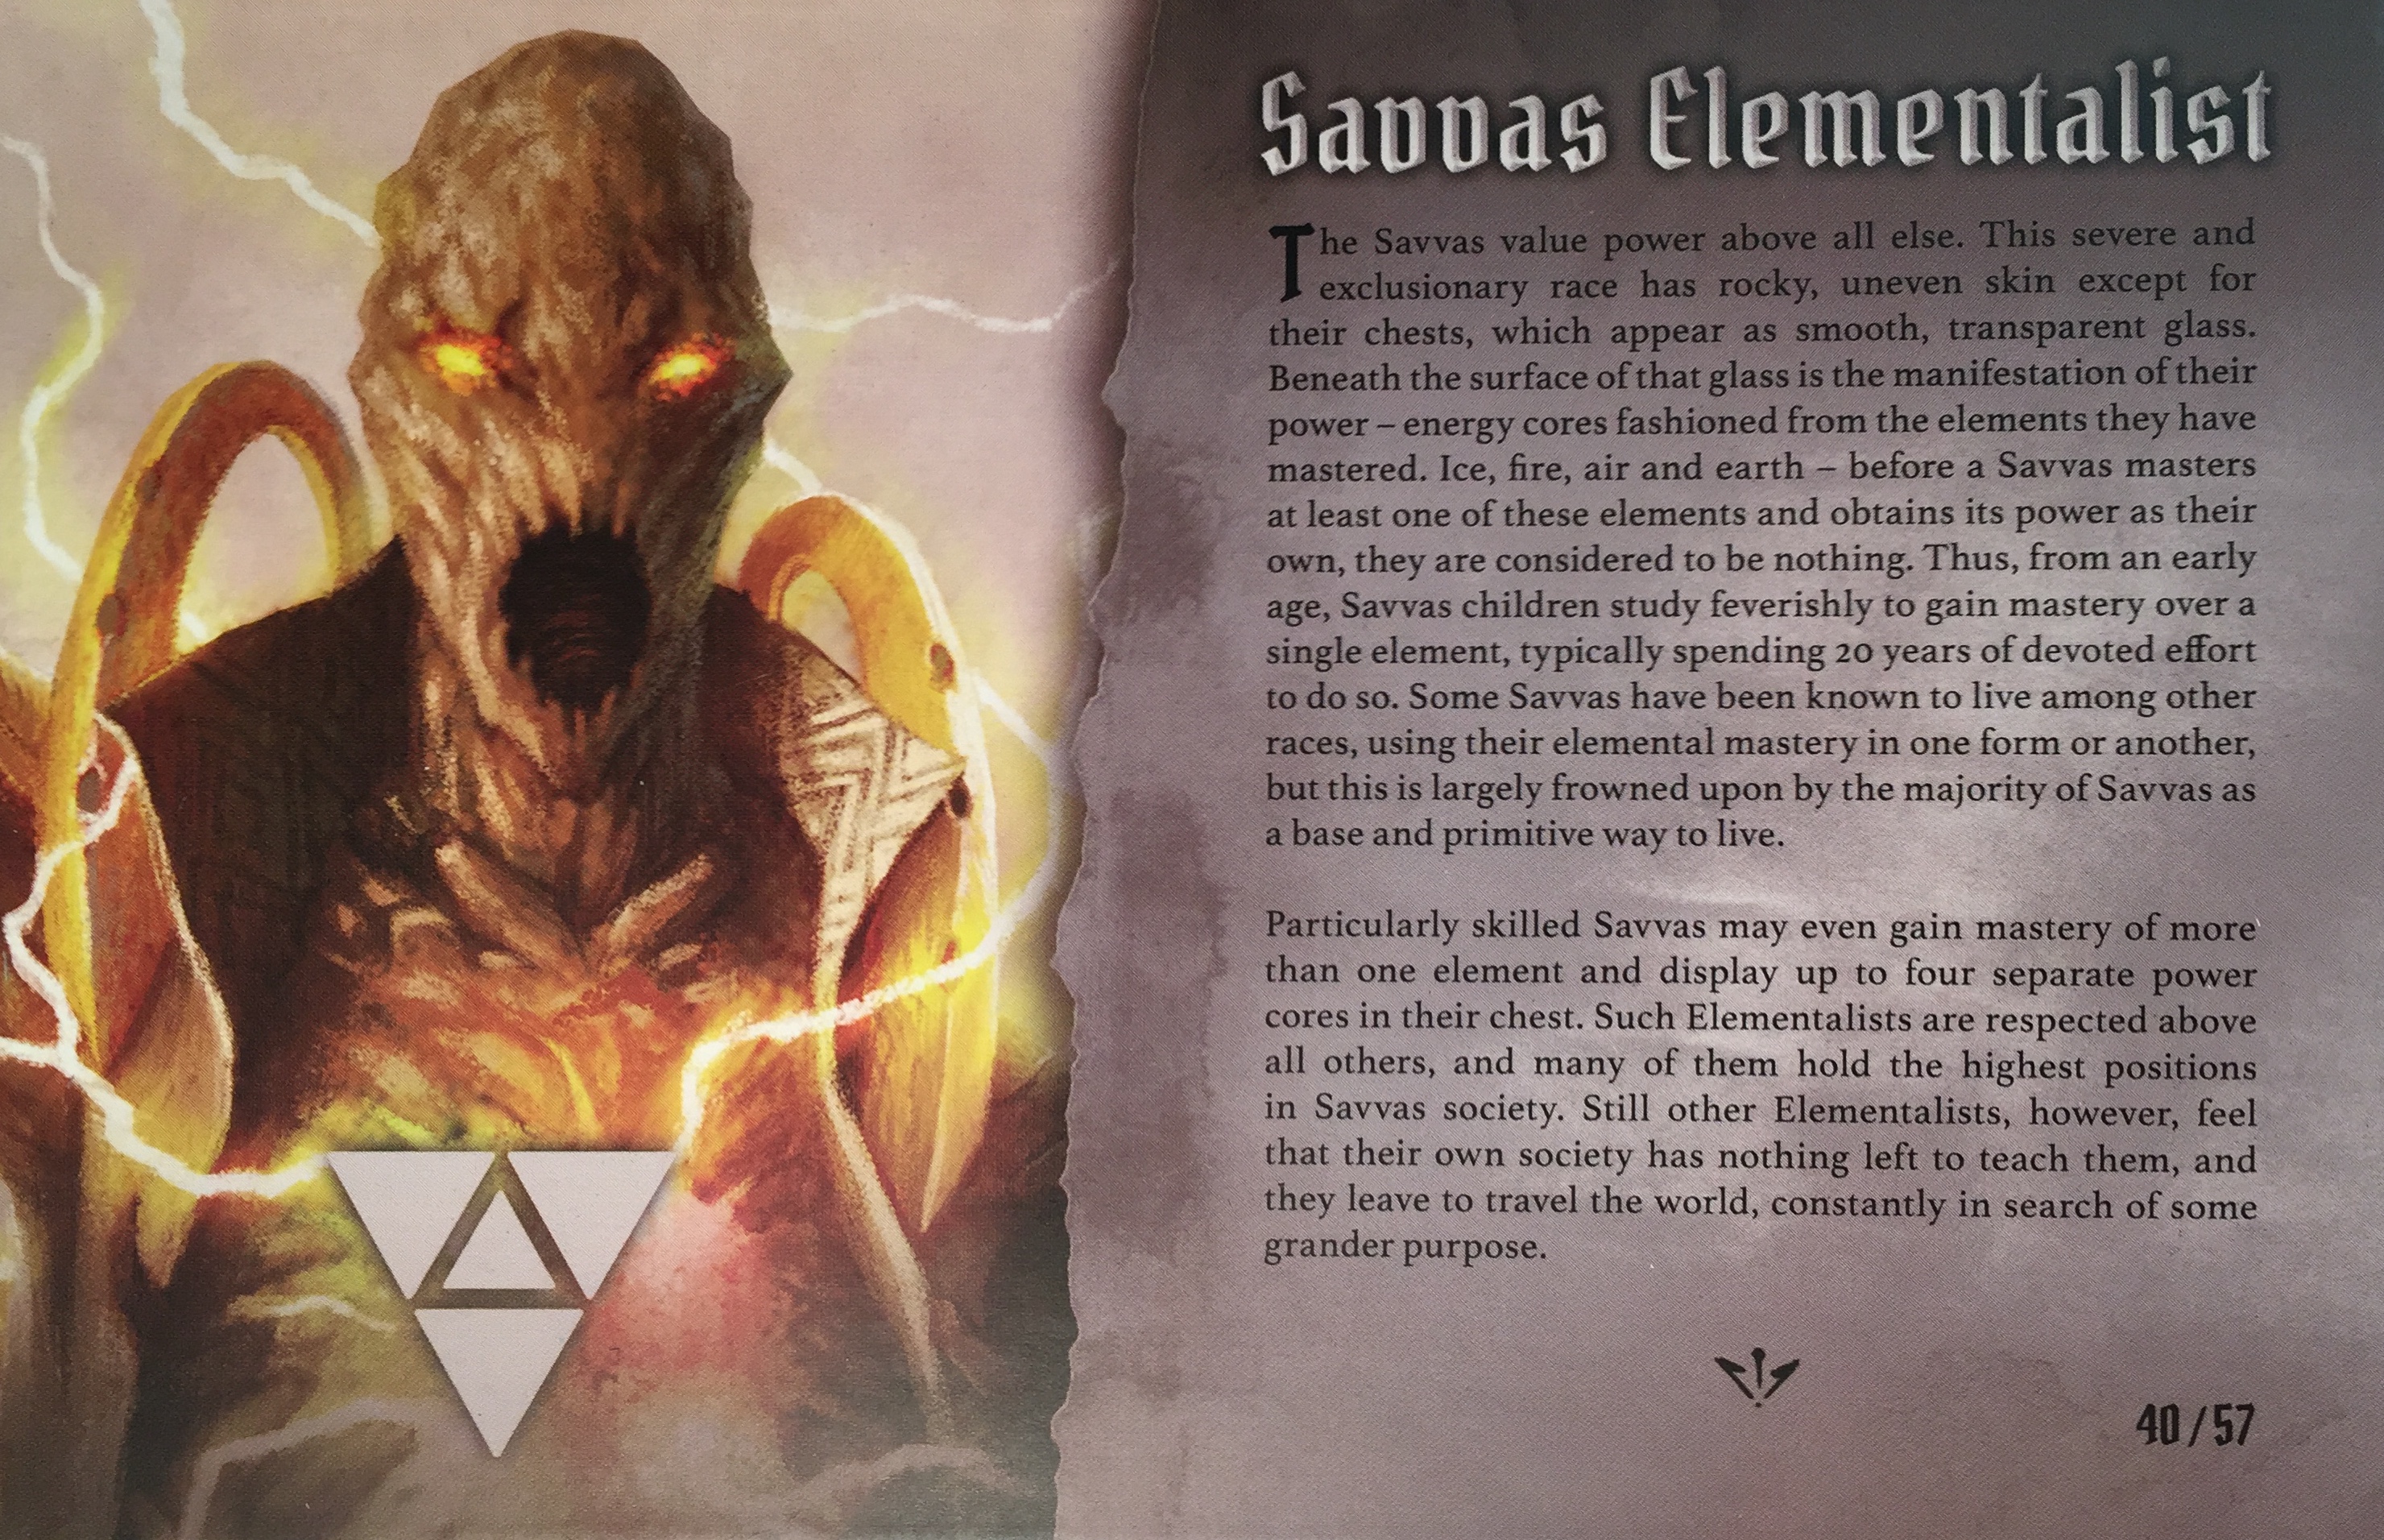 Savvas Elementalist
The Savvas value power above all else. This severe and
exclusionary race has rocky, uneven skin except for
their chests, which appear as smooth, transparent glass.
Beneath the surface of that glass is the manifestation of their
power – energy cores fashioned from the elements they have
mastered. Ice, fire, air and earth – before a Savvas masters
at least one of these elements and obtains its power as their
own, they are considered to be nothing. Thus, from an early
age, Savvas children study feverishly to gain mastery over a
single element, typically spending 20 years of devoted effort
to do so. Some Savvas have been known to live among other
races, using their elemental mastery in one form or another,
but this is largely frowned upon by the majority of Savvas as
a base and primitive way to live.
Particularly skilled Savvas may even gain mastery of more
than one element and display up to four separate power
cores in their chest. Such Elementalists are respected above
all others, and many of them hold the highest positions
in Savvas society. Still other Elementalists, however, feel
that their own society has nothing left to teach them, and
they leave to travel the world, constantly in search of some
grander purpose.
40 / 57